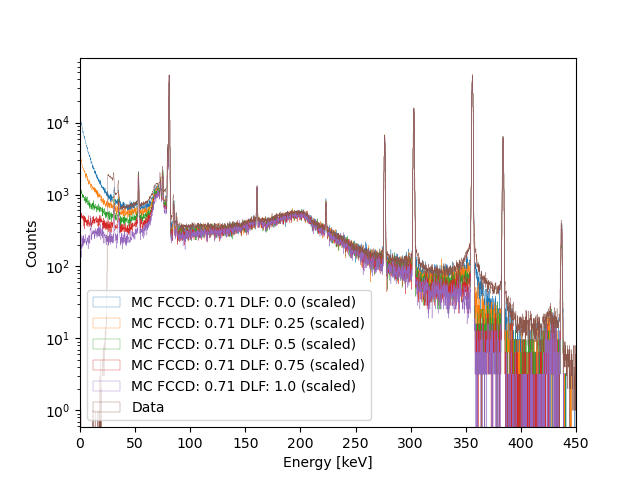 10⁴
10³
10²
10¹
10⁰
Counts
MC FCCD: 0.71 DLF: 0.0 (scaled)
MC FCCD: 0.71 DLF: 0.25 (scaled)
MC FCCD: 0.71 DLF: 0.5 (scaled)
MC FCCD: 0.71 DLF: 0.75 (scaled)
MC FCCD: 0.71 DLF: 1.0 (scaled)
Data
0 50 100 150 200 250 300 350 400 450
Energy [keV]